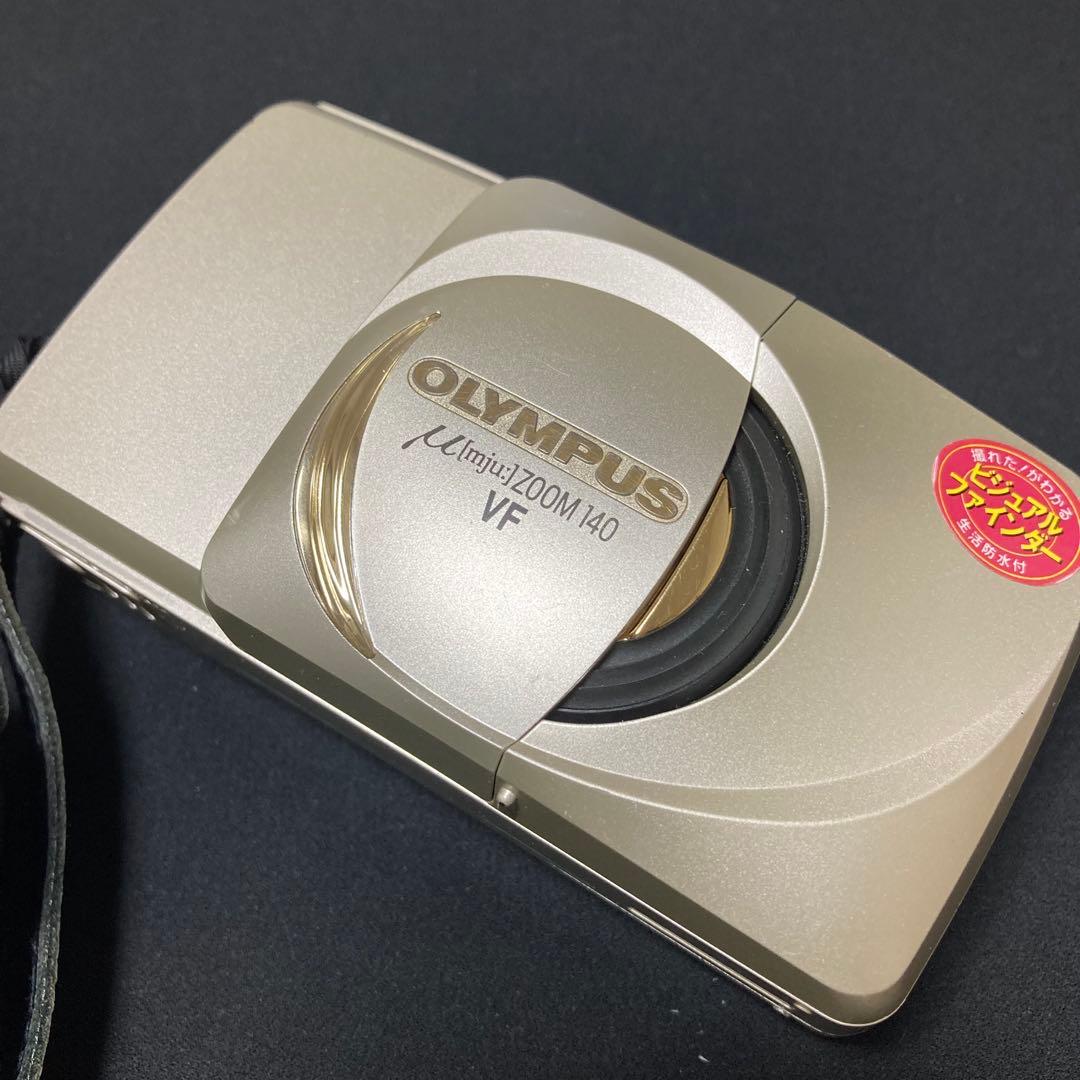 OLYMPUS
μ[mju:]ZOOM 140
VF
撮れた!がわかる
ビジュアル
ファインダー
生活防水付